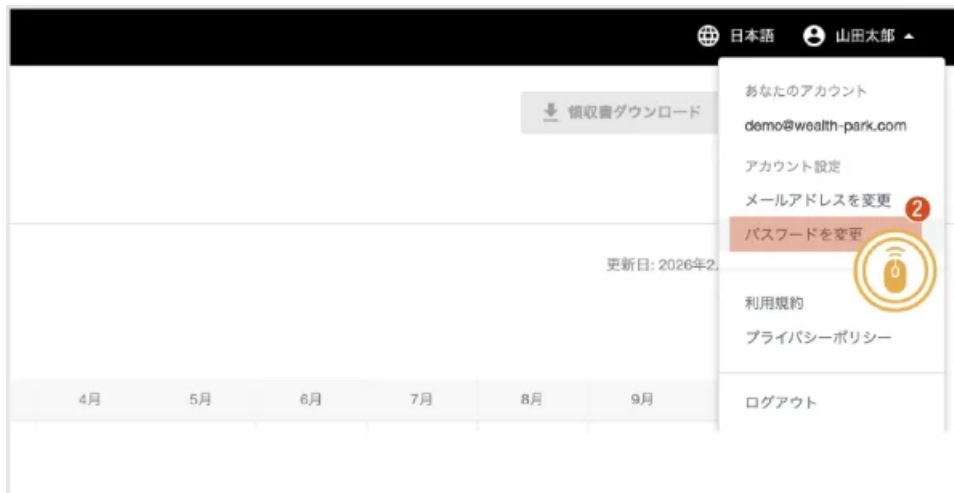 日本語 山田太郎
あなたのアカウント
領収書ダウンロード
demo@wealth-park.com
アカウント設定
メールアドレスを変更
2
パスワードを変更
更新日: 2026年2
利用規約
プライバシーポリシー
4月 5月 6月 7月 8月 9月
ログアウト